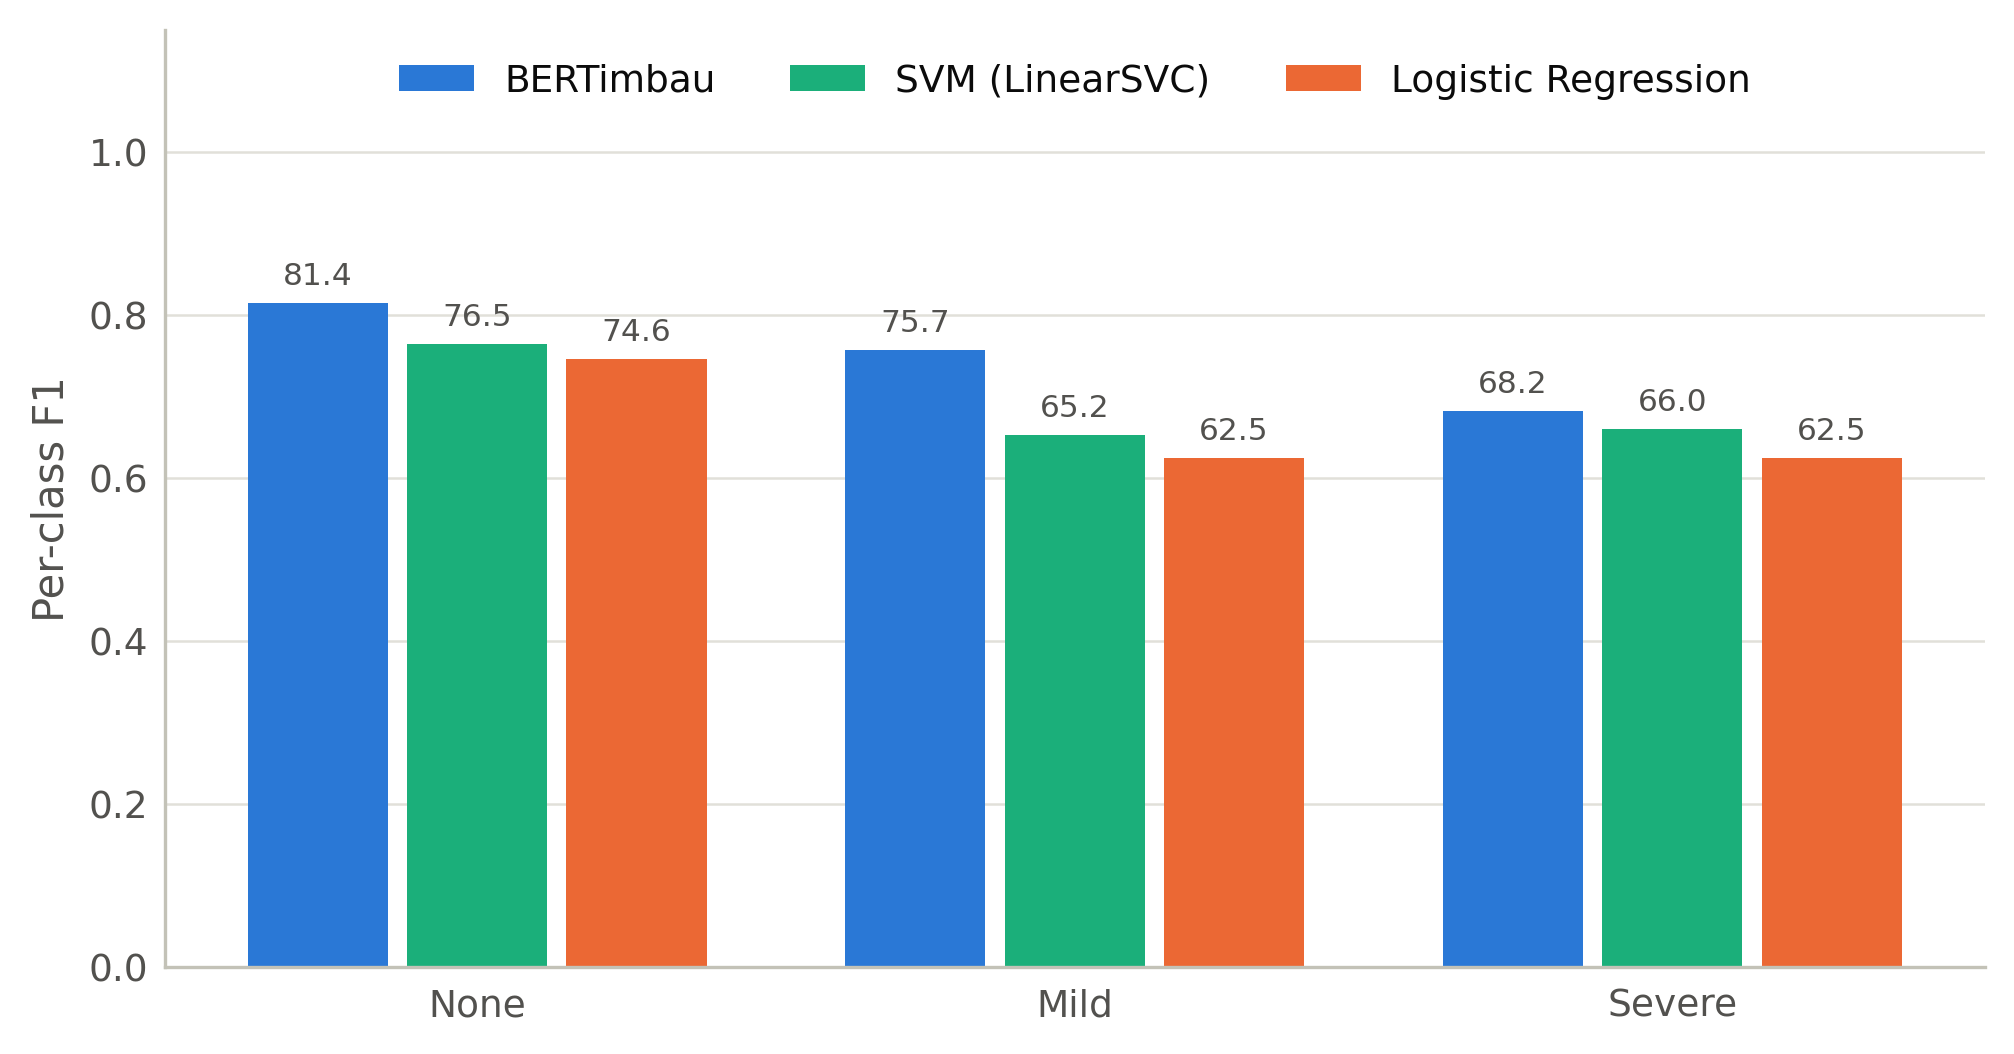 BERTimbau SVM (LinearSVC) Logistic Regression
Per-class F1
1.0
0.8
0.6
0.4
0.2
0.0
81.4 76.5 74.6
75.7 65.2 62.5
68.2 66.0 62.5
None Mild Severe